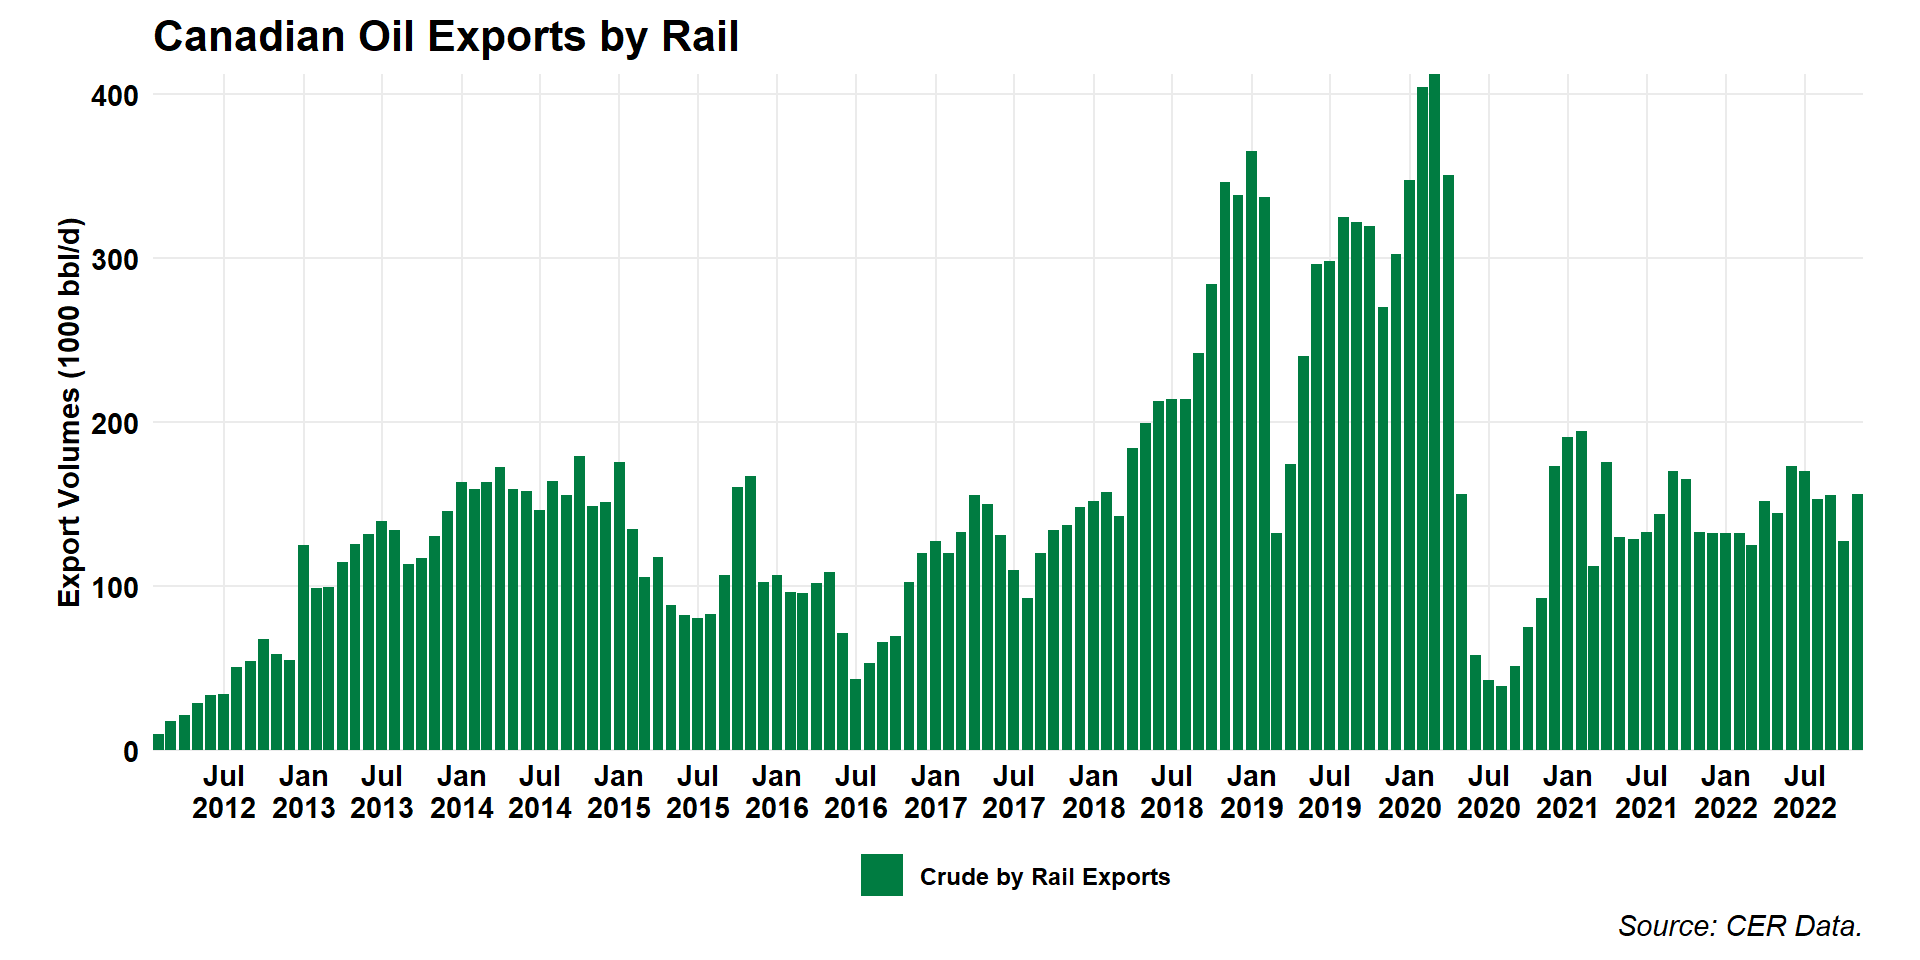 Canadian Oil Exports by Rail
Export Volumes (1000 bbl/d)
400
300
200
100
0
Jul Jan Jul Jan Jul Jan Jul Jan Jul Jan Jul Jan Jul Jan Jul Jan Jul Jan Jul Jan Jul
2012 2013 2013 2014 2014 2015 2015 2016 2016 2017 2017 2018 2018 2019 2019 2020 2020 2021 2021 2022 2022
Crude by Rail Exports
Source: CER Data.